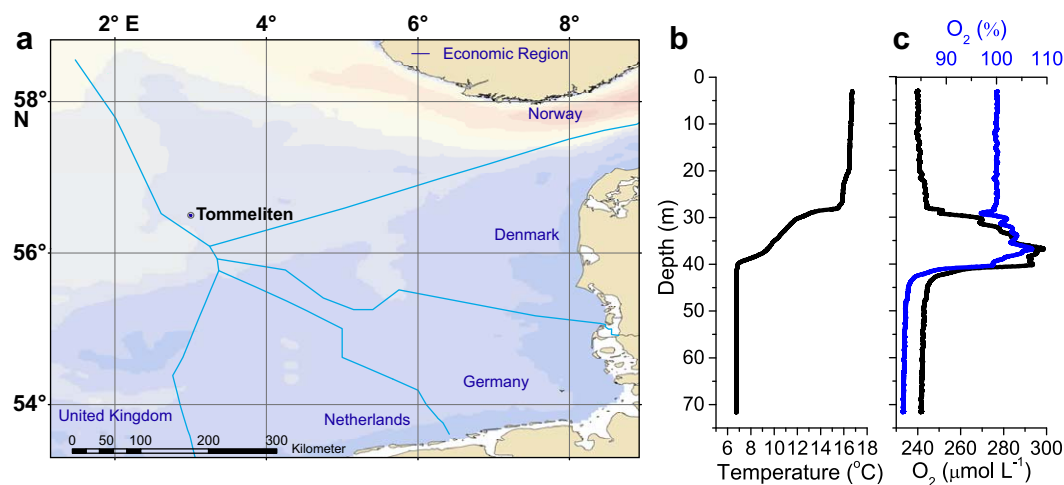 a
2° E 4° 6° 8°
58°
N
56°
54°
Economic Region
Norway
Tommeliten
Denmark
Germany
United Kingdom
Netherlands
0 50 100 200 300 Kilometer
b
Depth (m)
0
10
20
30
40
50
60
70
6 8 10 12 14 16 18
Temperature (°C)
c
O2 (%)
90 100 110
240 260 280 300
O2 (μmol L-1)